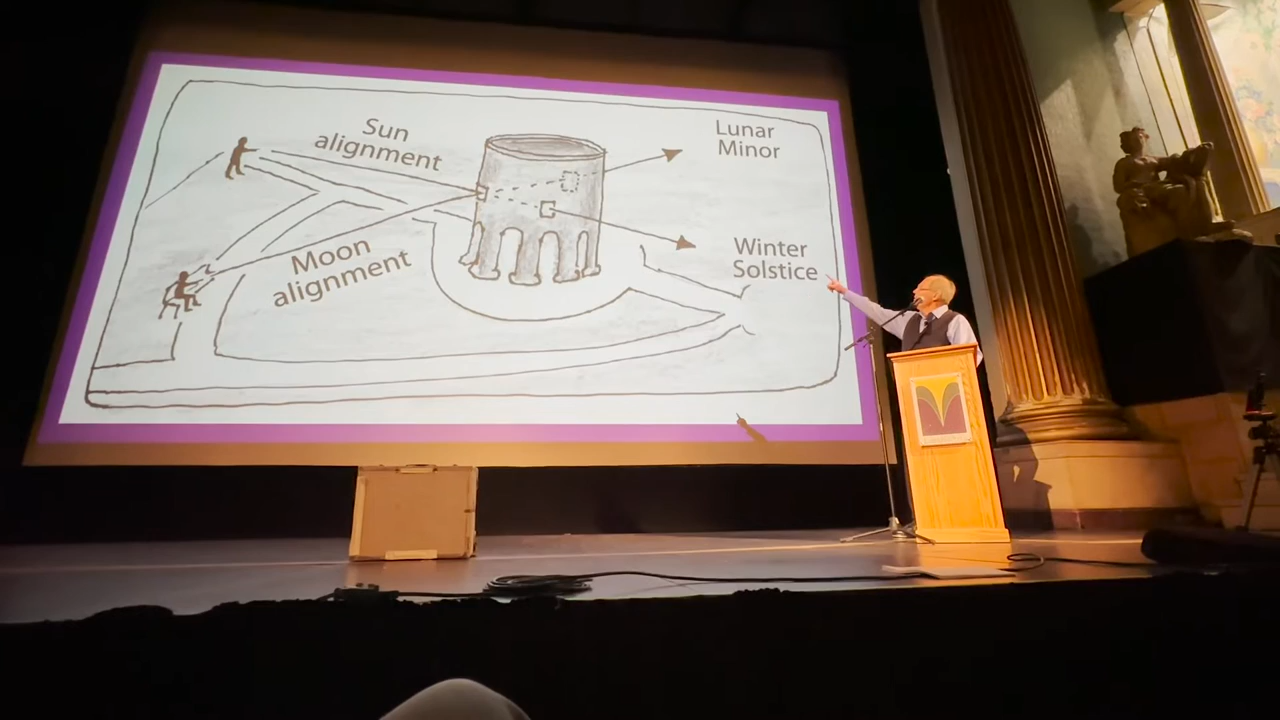 Sun
alignment
Lunar
Minor
Moon
alignment
Winter
Solstice